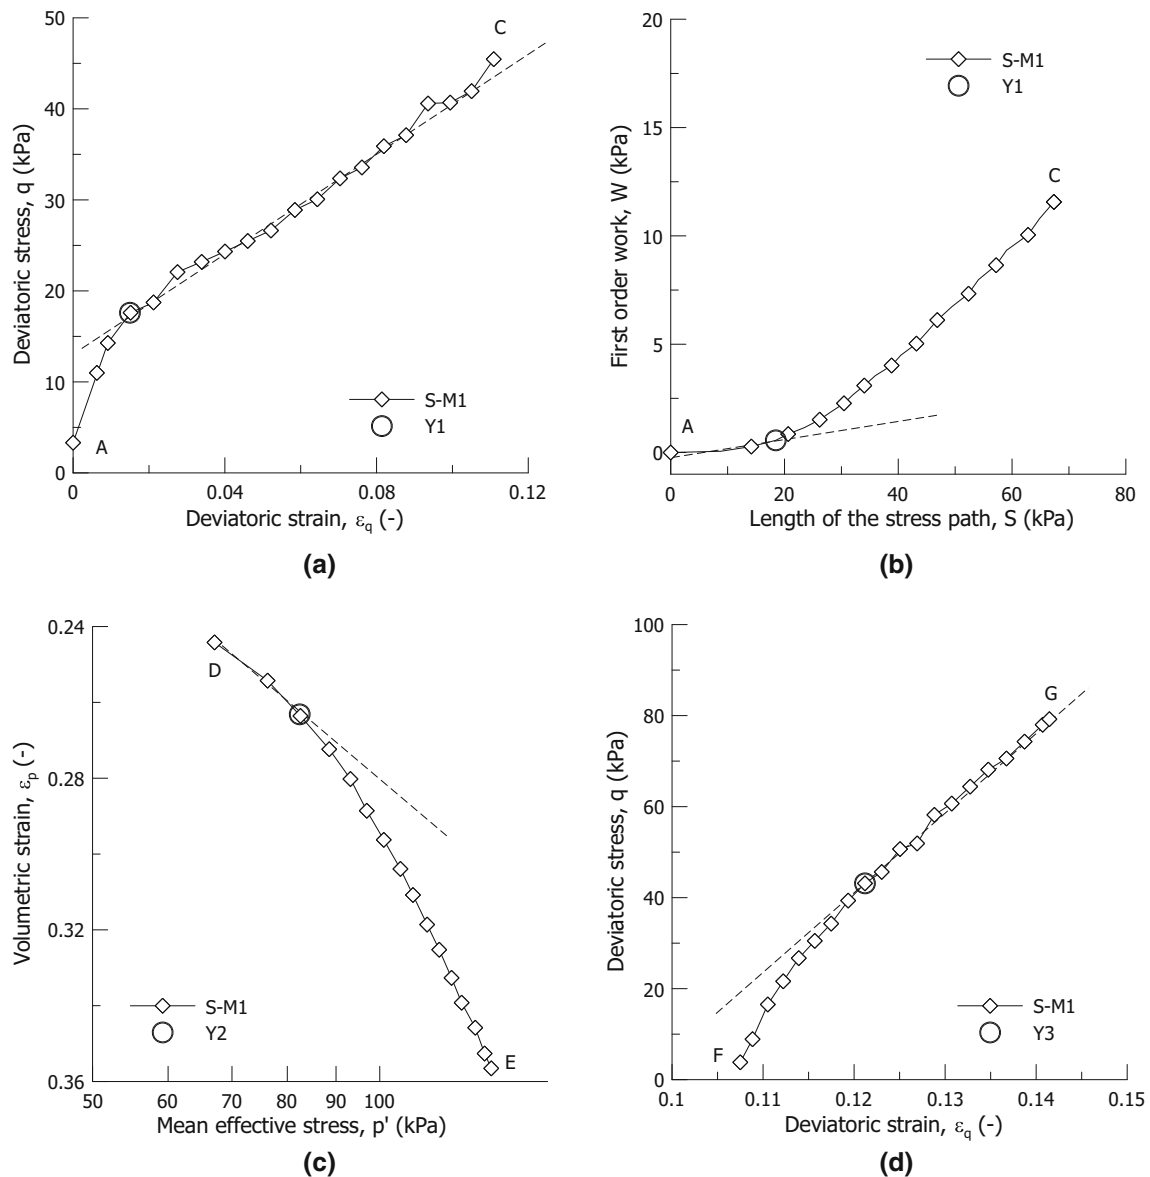 50
40
30
20
10
0
Deviatoric stress, q (kPa)
C
A
S-M1
Y1
0 0.04 0.08 0.12
Deviatoric strain, εq (-)
(a)
20
15
10
5
0
First order work, W (kPa)
S-M1
Y1
C
A
0 20 40 60 80
Length of the stress path, S (kPa)
(b)
0.24
0.28
0.32
0.36
Volumetric strain, εp (-)
D
S-M1
Y2
E
50 60 70 80 90 100
Mean effective stress, p' (kPa)
(c)
100
80
60
40
20
0
Deviatoric stress, q (kPa)
G
S-M1
Y3
F
0.1 0.11 0.12 0.13 0.14 0.15
Deviatoric strain, εq (-)
(d)